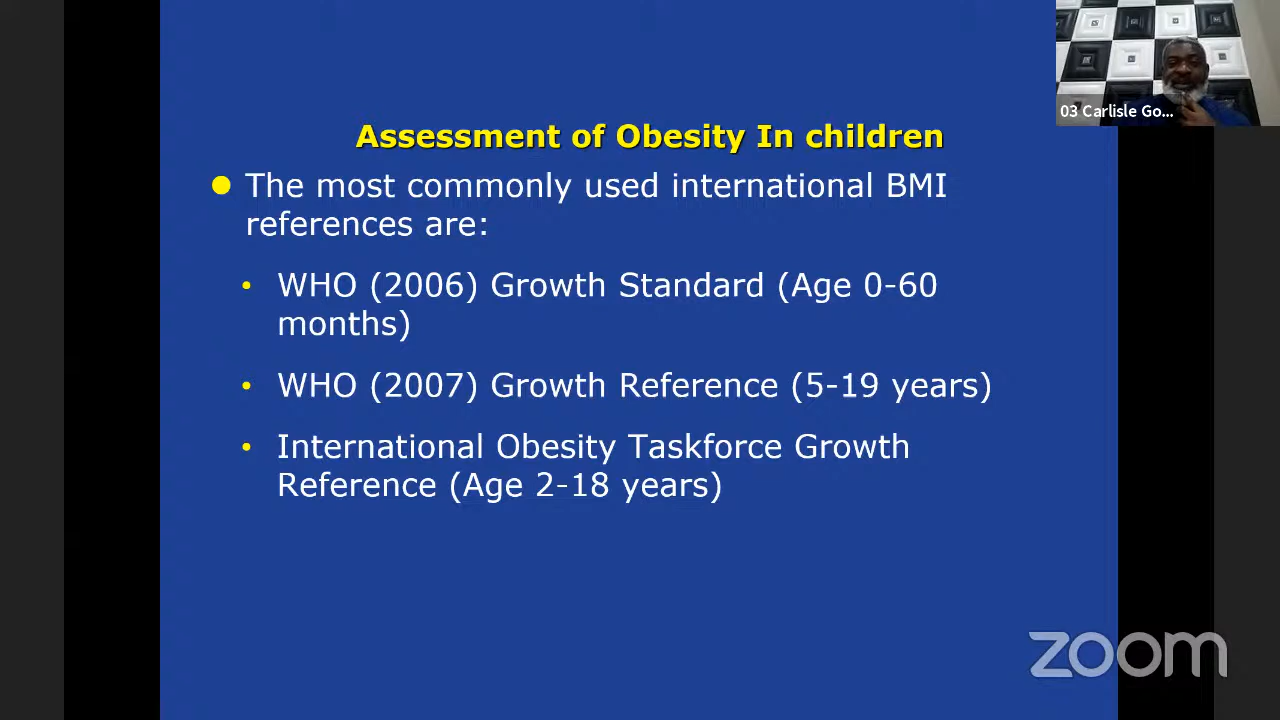 03 Carlisle Go...
Assessment of Obesity In children
The most commonly used international BMI
references are:
WHO (2006) Growth Standard (Age 0-60
months)
WHO (2007) Growth Reference (5-19 years)
International Obesity Taskforce Growth
Reference (Age 2-18 years)
zoom